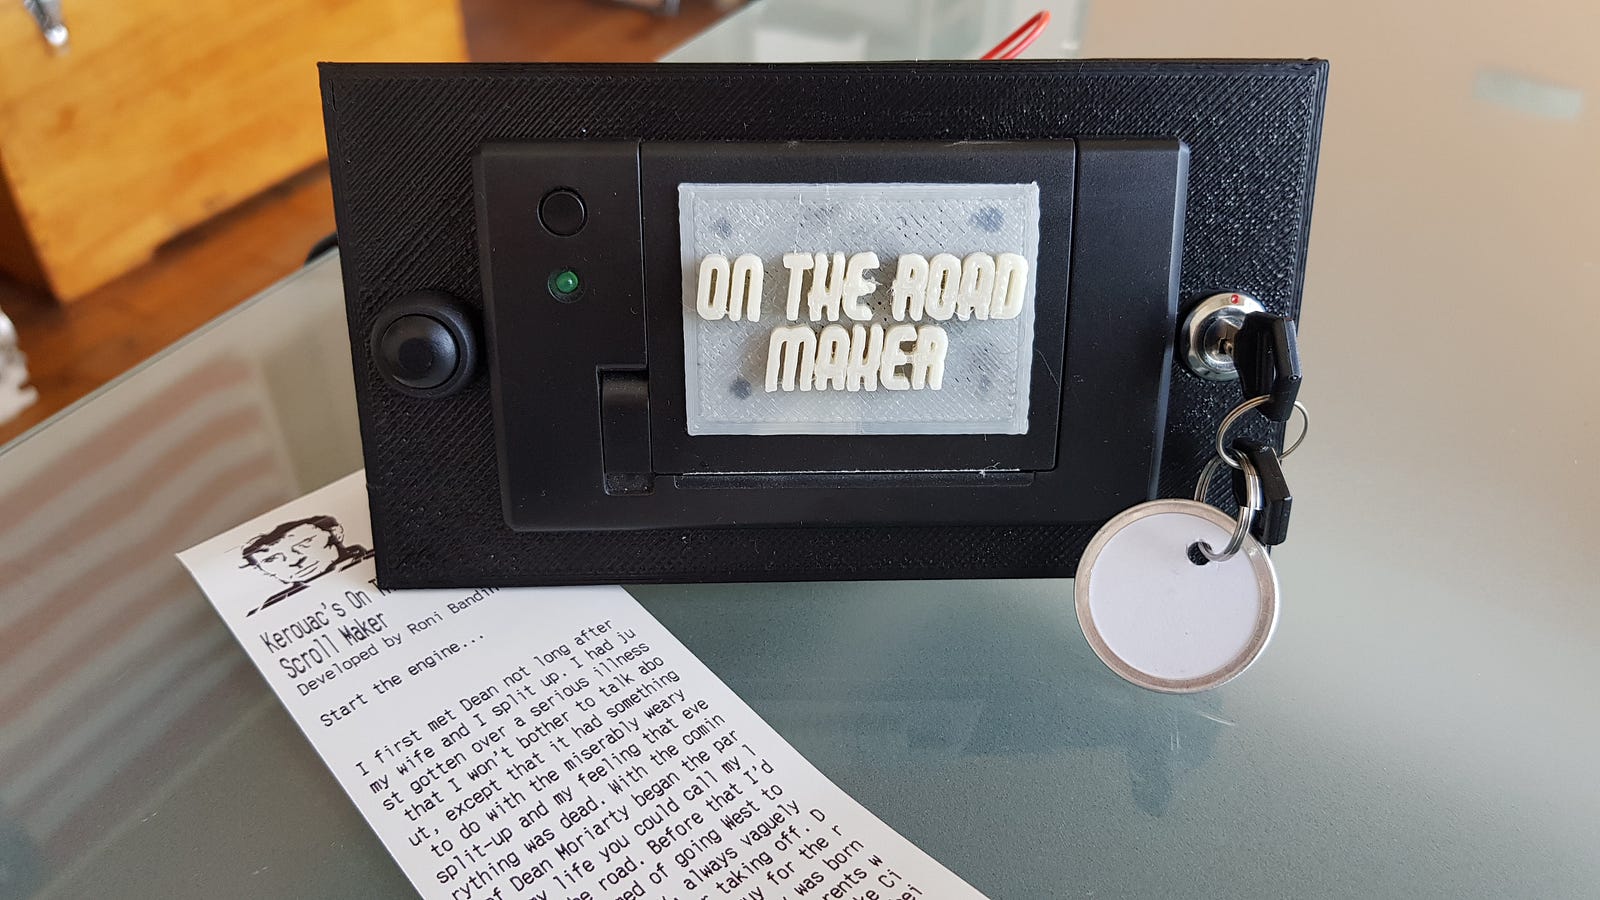 ON THE ROAD
MAKER
Kerouac's On
Scroll Maker
Developed by Roni Bandini
Start the engine...
I first met Dean not long after
my wife and I split up. I had ju
st gotten over a serious illness
that I won't bother to talk abo
ut, except that it had something
to do with the miserably weary
split-up and my feeling that eve
rything was dead. With the comin
of Dean Moriarty began the par
my life you could call my l
the road. Before that I'd
of going West to
always vaguely
taking off. D
for the r
was born